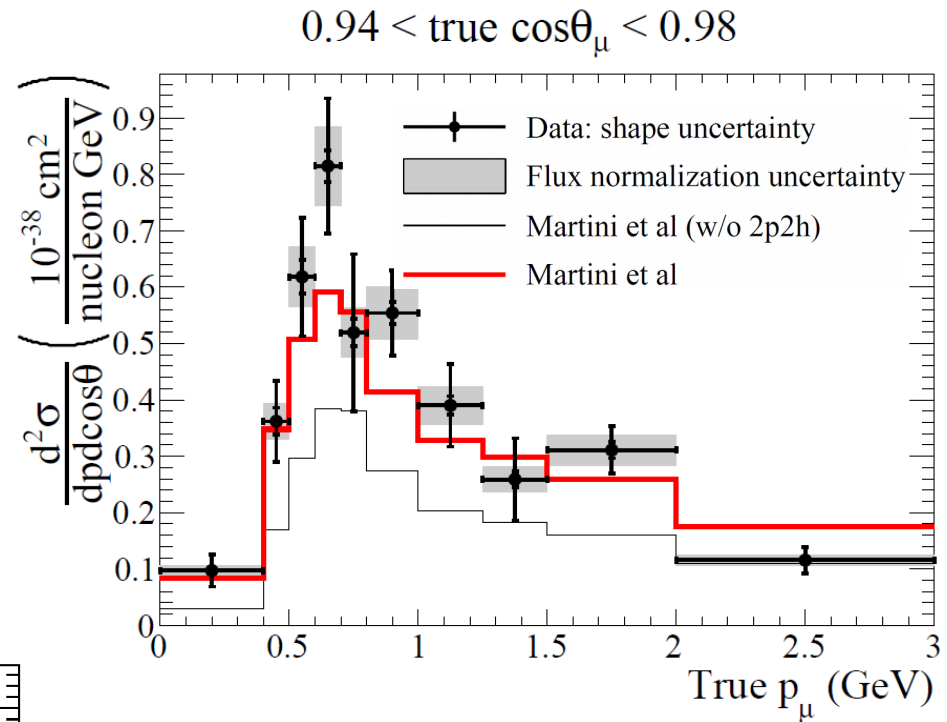 0.94 < true cosθμ < 0.98
d²σ/dpdcosθ (10⁻³⁸ cm²/nucleon GeV)
0.9
0.8
0.7
0.6
0.5
0.4
0.3
0.2
0.1
0
Data: shape uncertainty
Flux normalization uncertainty
Martini et al (w/o 2p2h)
Martini et al
0 0.5 1 1.5 2 2.5 3
True pμ (GeV)